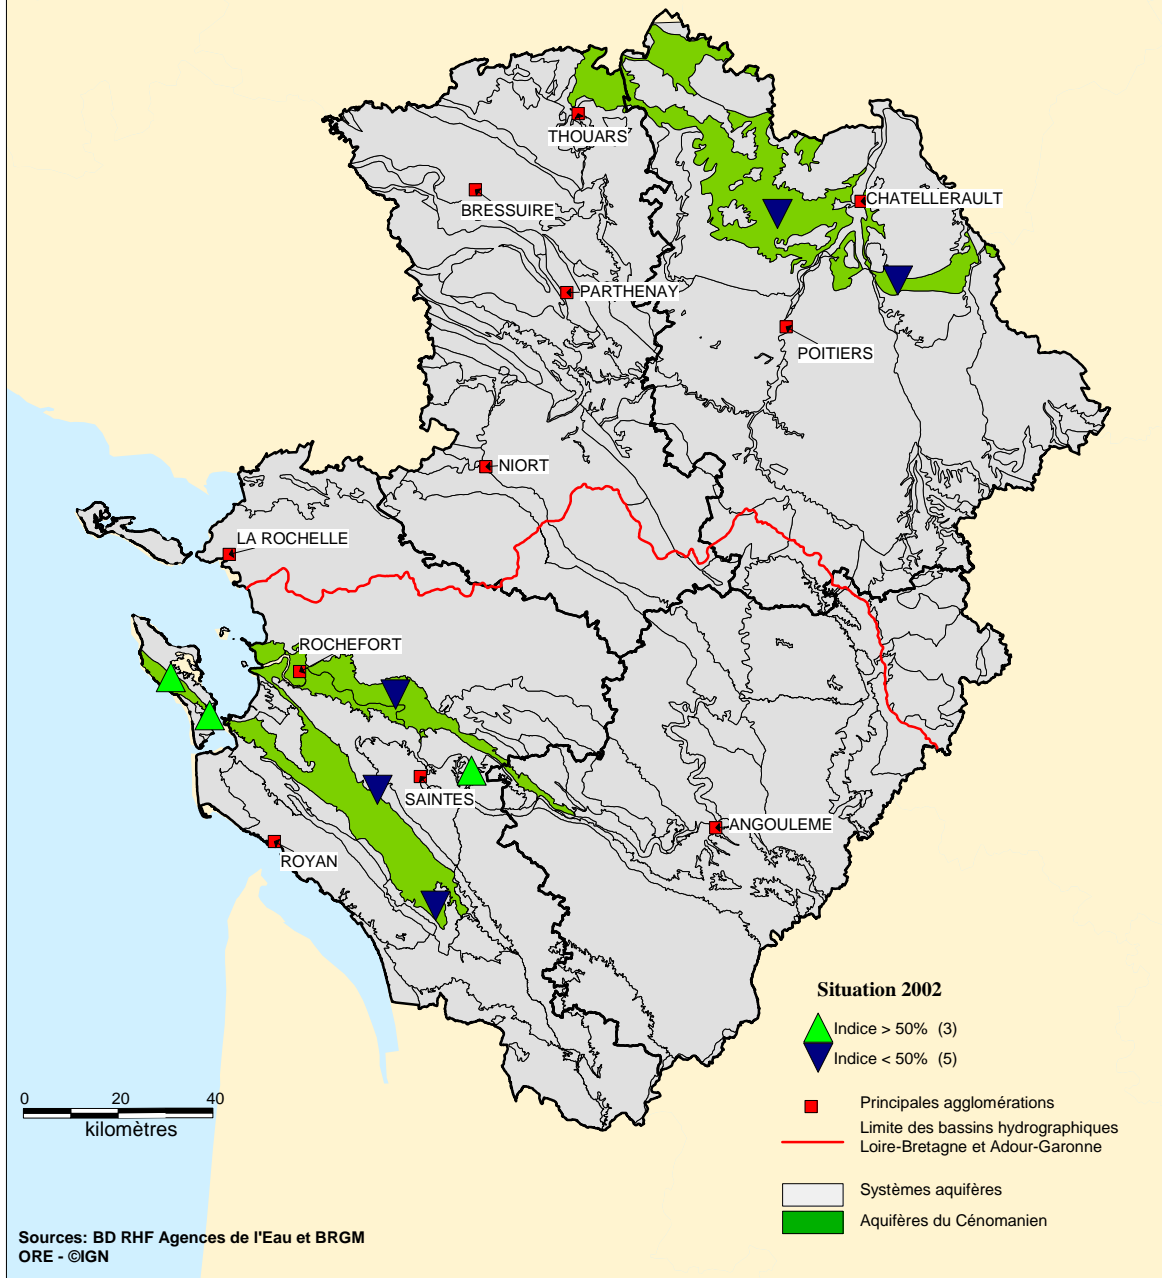 THOUARS
BRESSUIRE
CHATELLERAULT
PARTHENAY
POITIERS
NIORT
LA ROCHELLE
ROCHEFORT
SAINTES
ANGOULEME
ROYAN
Situation 2002
Indice > 50% (3)
Indice < 50% (5)
0 20 40
kilomètres
Principales agglomérations
Limite des bassins hydrographiques
Loire-Bretagne et Adour-Garonne
Systèmes aquifères
Aquifères du Cénomanien
Sources: BD RHF Agences de l'Eau et BRGM
ORE - ©IGN